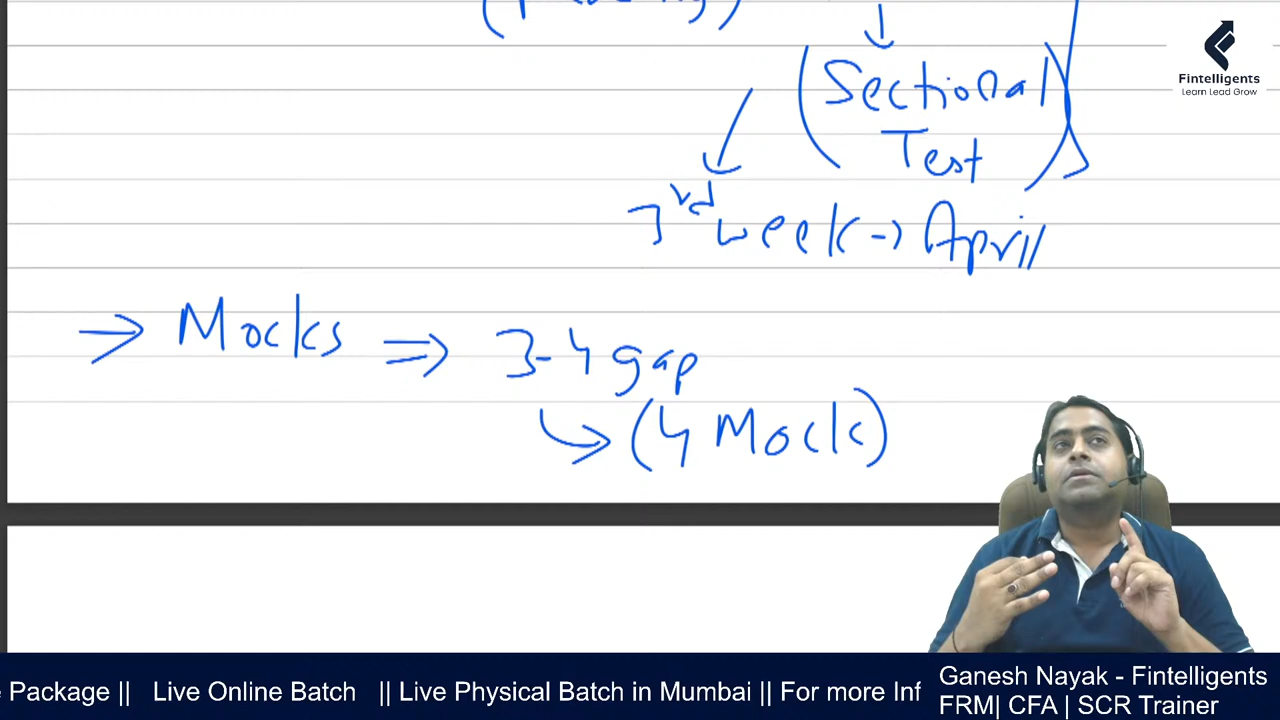 Fintelligents
Learn Lead Grow
(Sectional
Test)
3rd week → April
→ Mocks ⇒ 3-4 gap
↳ (4 Mock)
e Package || Live Online Batch || Live Physical Batch in Mumbai || For more Inf
Ganesh Nayak - Fintelligents
FRM| CFA | SCR Trainer